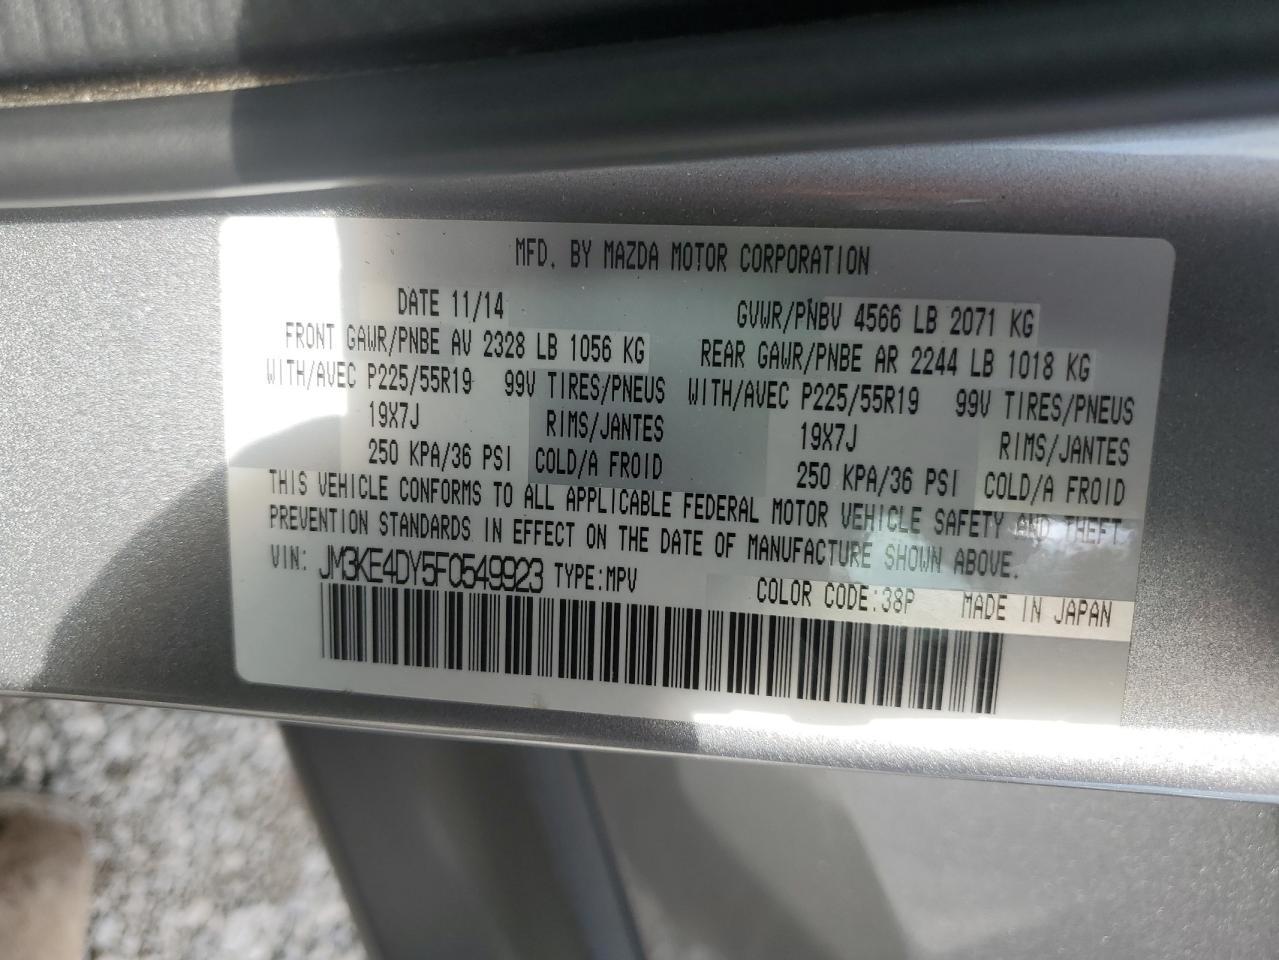 MFD. BY MAZDA MOTOR CORPORATION
DATE 11/14 GVWR/PNBV 4566 LB 2071 KG
FRONT GAWR/PNBE AV 2328 LB 1056 KG REAR GAWR/PNBE AR 2244 LB 1018 KG
WITH/AVEC P225/55R19 99V TIRES/PNEUS WITH/AVEC P225/55R19 99V TIRES/PNEUS
19X7J RIMS/JANTES 19X7J RIMS/JANTES
250 KPA/36 PSI COLD/A FROID 250 KPA/36 PSI COLD/A FROID
THIS VEHICLE CONFORMS TO ALL APPLICABLE FEDERAL MOTOR VEHICLE SAFETY AND THEFT
PREVENTION STANDARDS IN EFFECT ON THE DATE OF MANUFACTURE SHOWN ABOVE.
VIN: JM3KE4DY5F0549923 TYPE:MPV COLOR CODE:38P MADE IN JAPAN